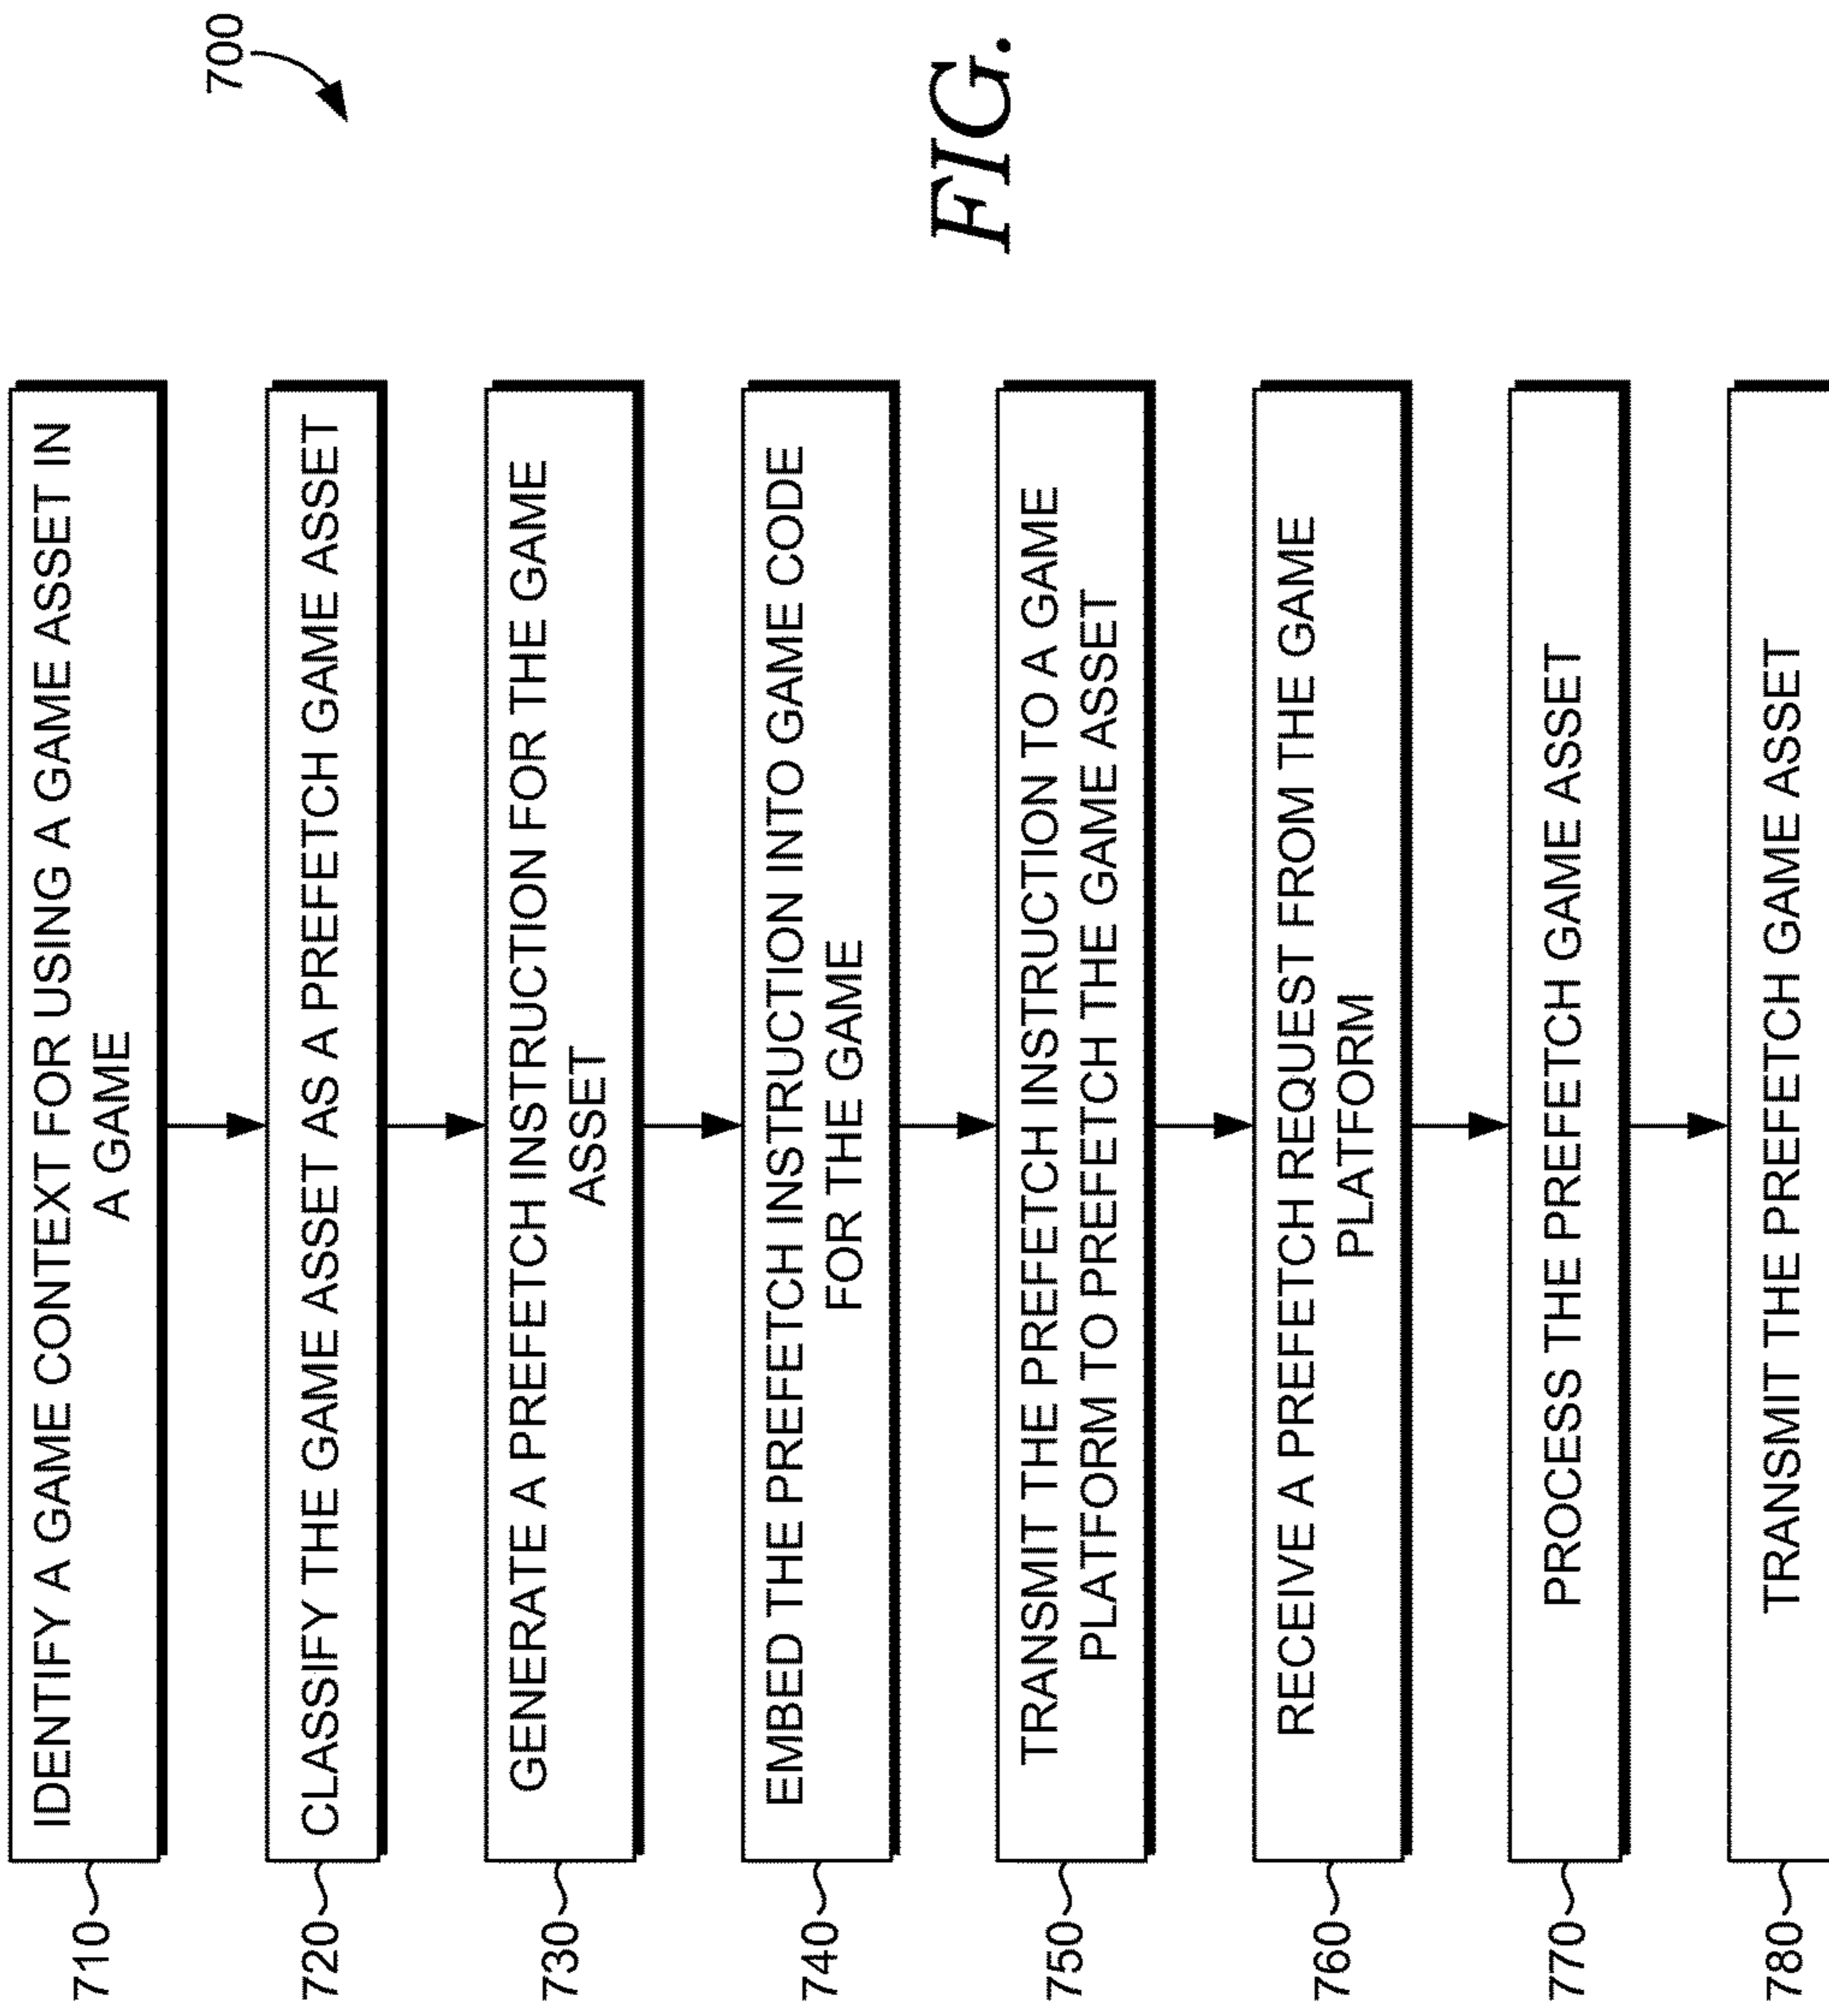 700
710
IDENTIFY A GAME CONTEXT FOR USING A GAME ASSET IN
A GAME
720
CLASSIFY THE GAME ASSET AS A PREFETCH GAME ASSET
730
GENERATE A PREFETCH INSTRUCTION FOR THE GAME
ASSET
740
EMBED THE PREFETCH INSTRUCTION INTO GAME CODE
FOR THE GAME
750
TRANSMIT THE PREFETCH INSTRUCTION TO A GAME
PLATFORM TO PREFETCH THE GAME ASSET
760
RECEIVE A PREFETCH REQUEST FROM THE GAME
PLATFORM
770
PROCESS THE PREFETCH GAME ASSET
780
TRANSMIT THE PREFETCH GAME ASSET
FIG.